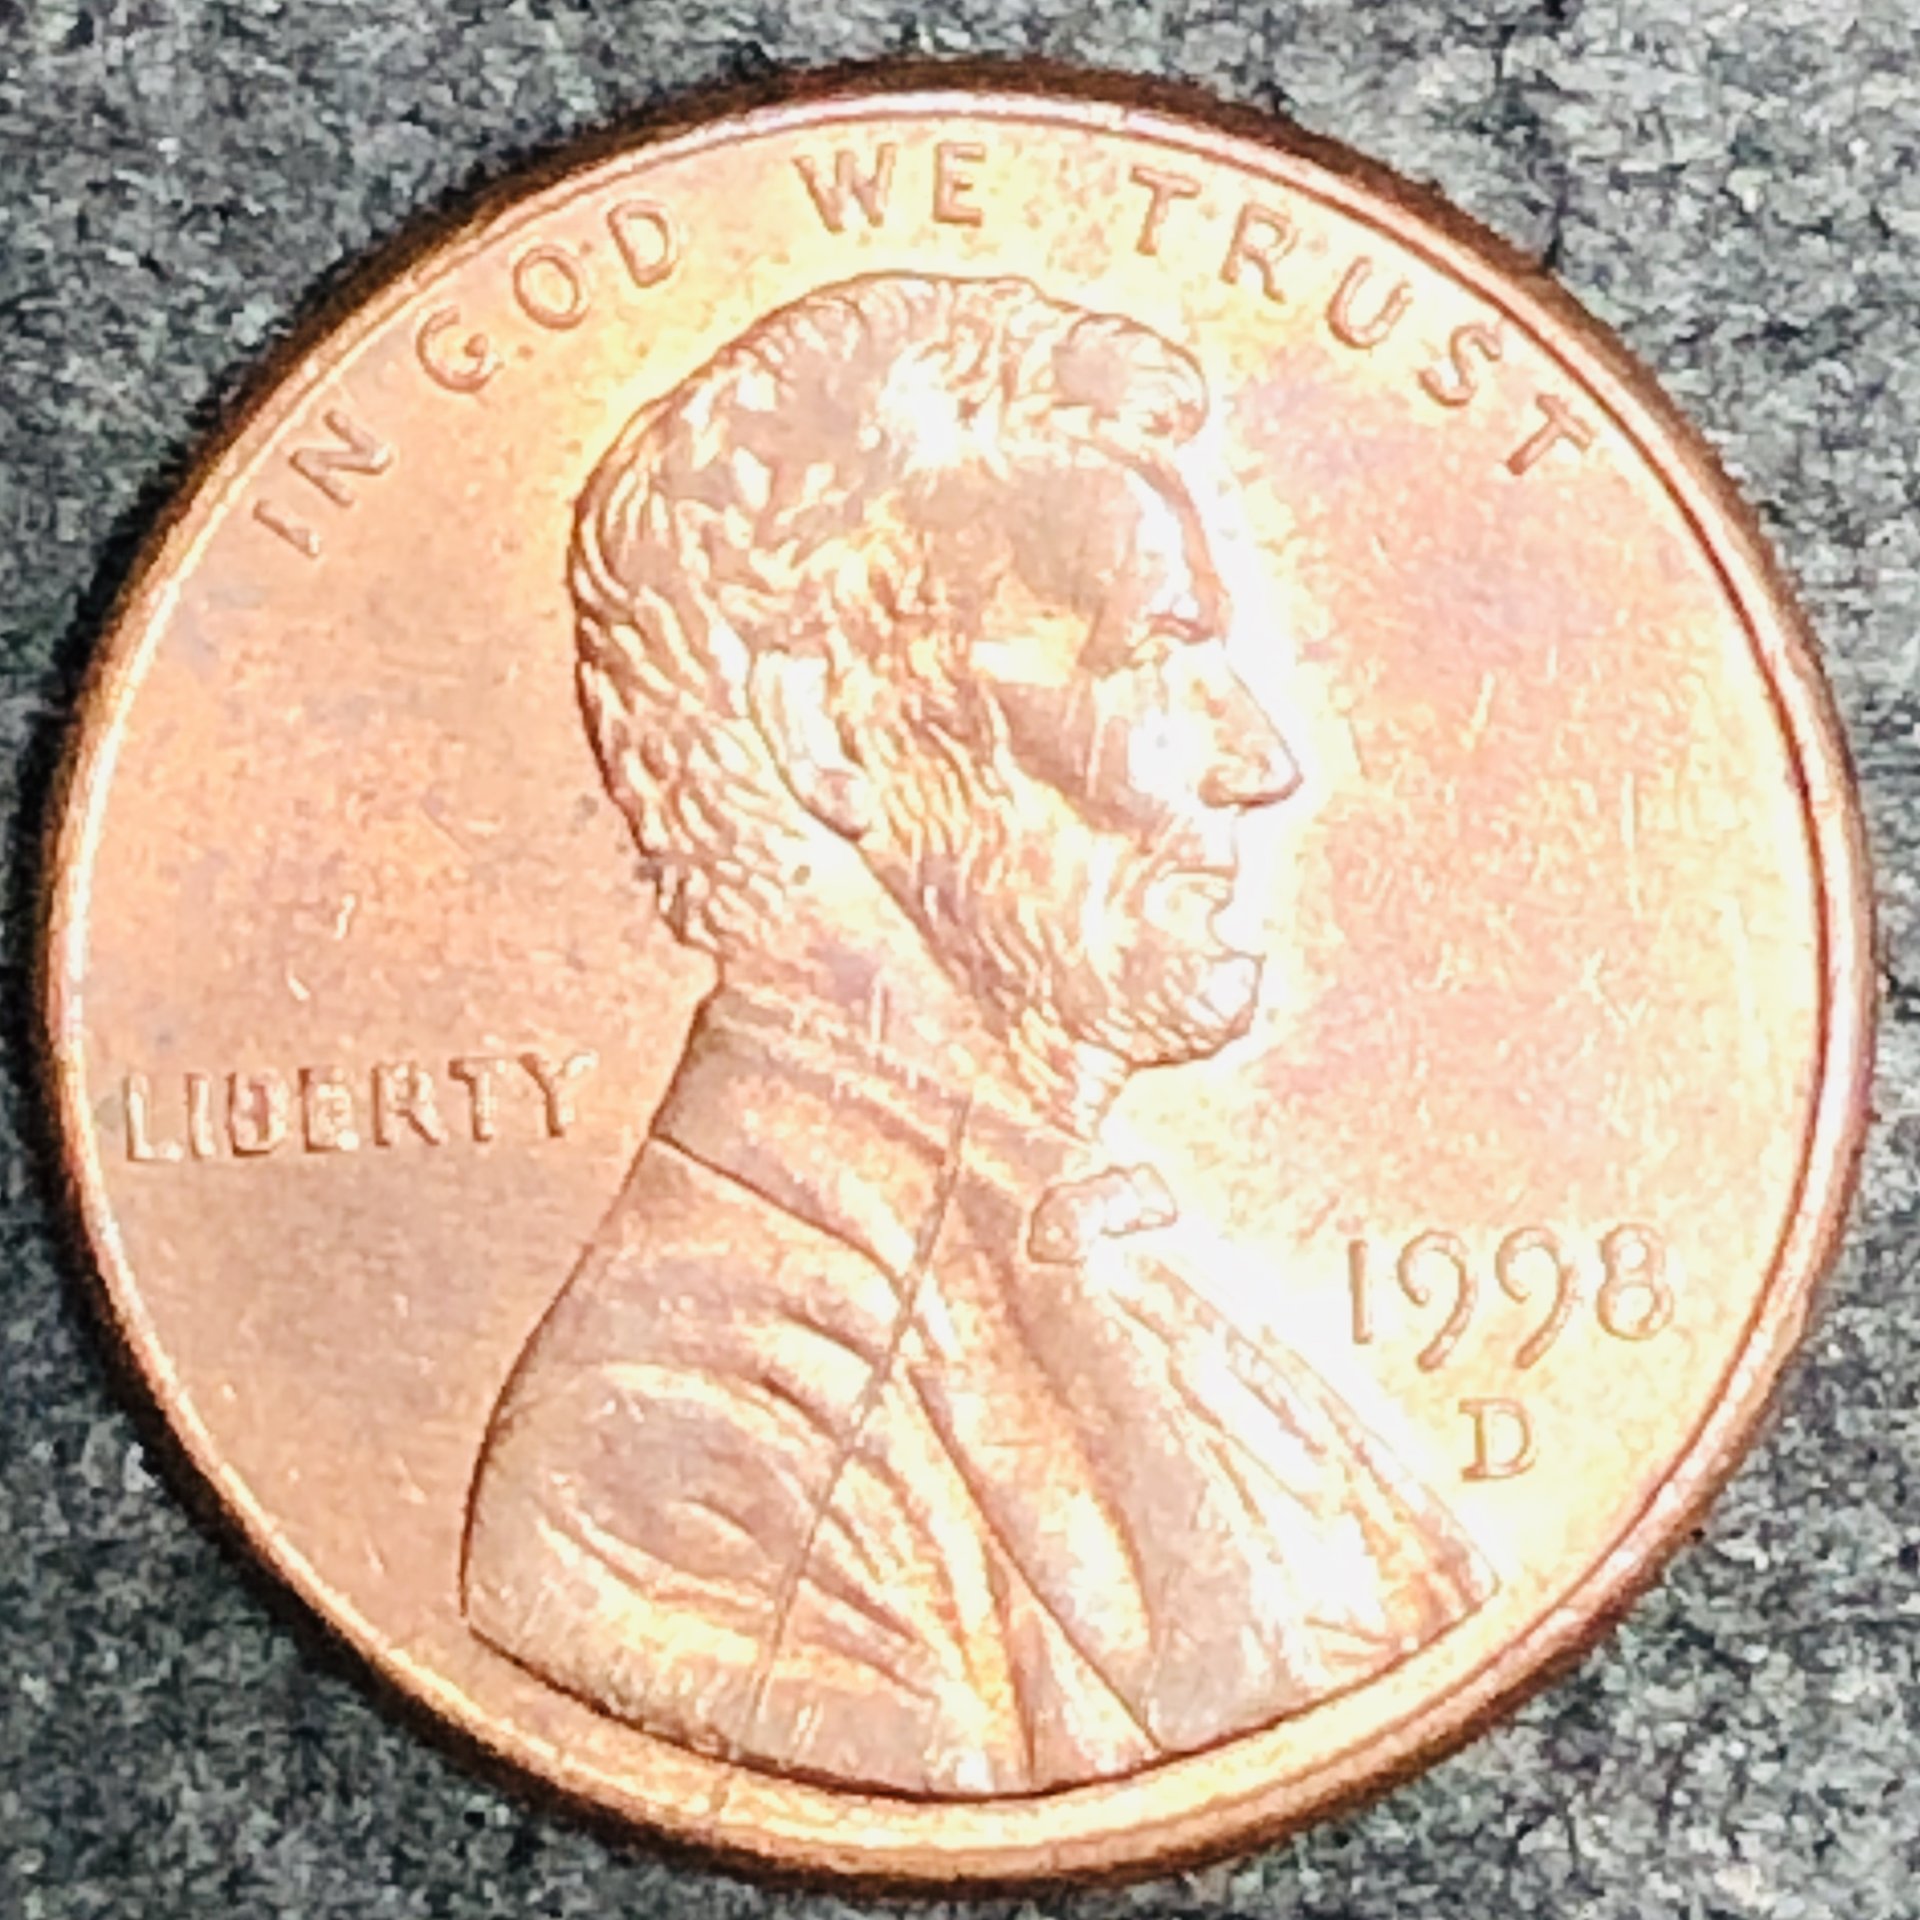 IN GOD WE TRUST
LIBERTY
1998
D